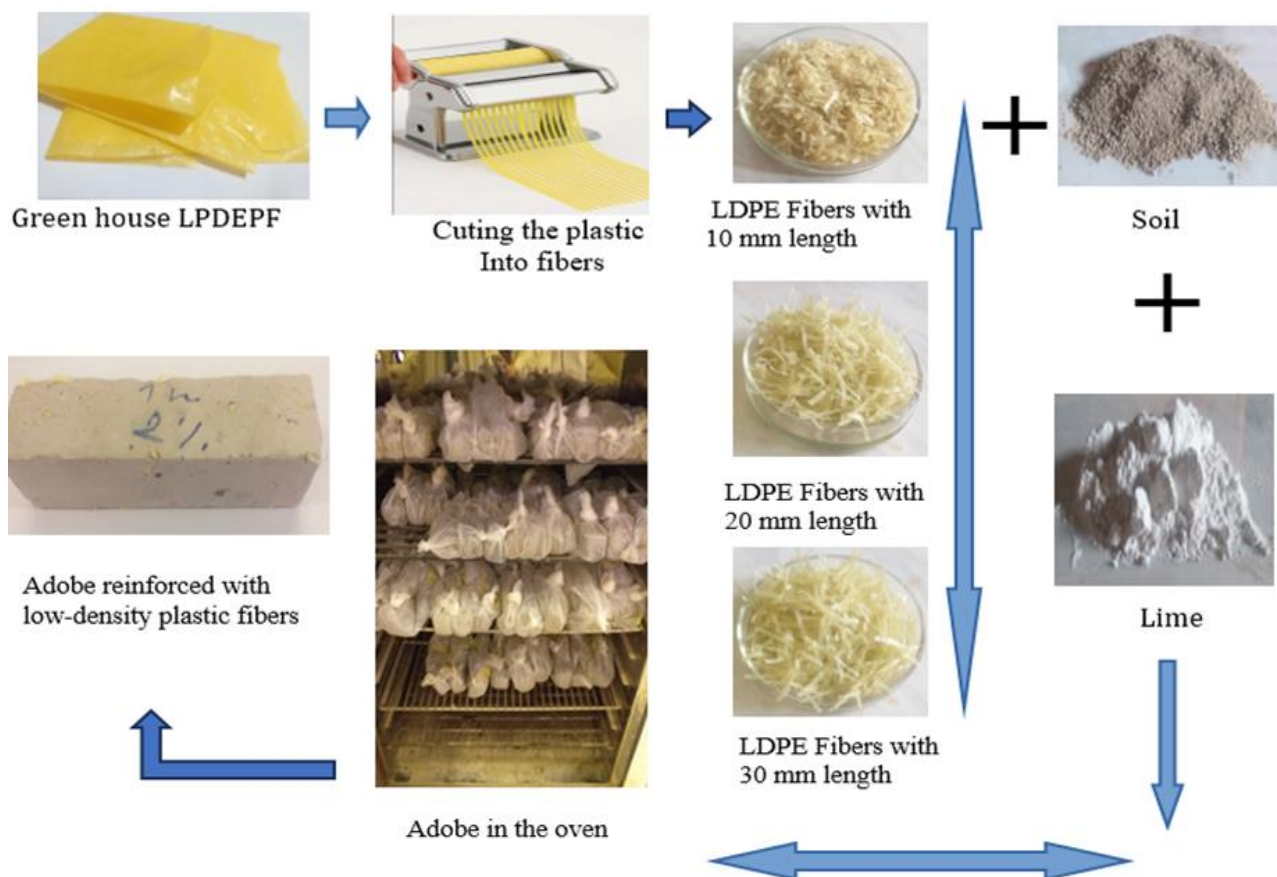 Green house LPDEPF
Cuting the plastic
Into fibers
LDPE Fibers with
10 mm length
Soil
LDPE Fibers with
20 mm length
Lime
LDPE Fibers with
30 mm length
2%
Adobe reinforced with
low-density plastic fibers
Adobe in the oven